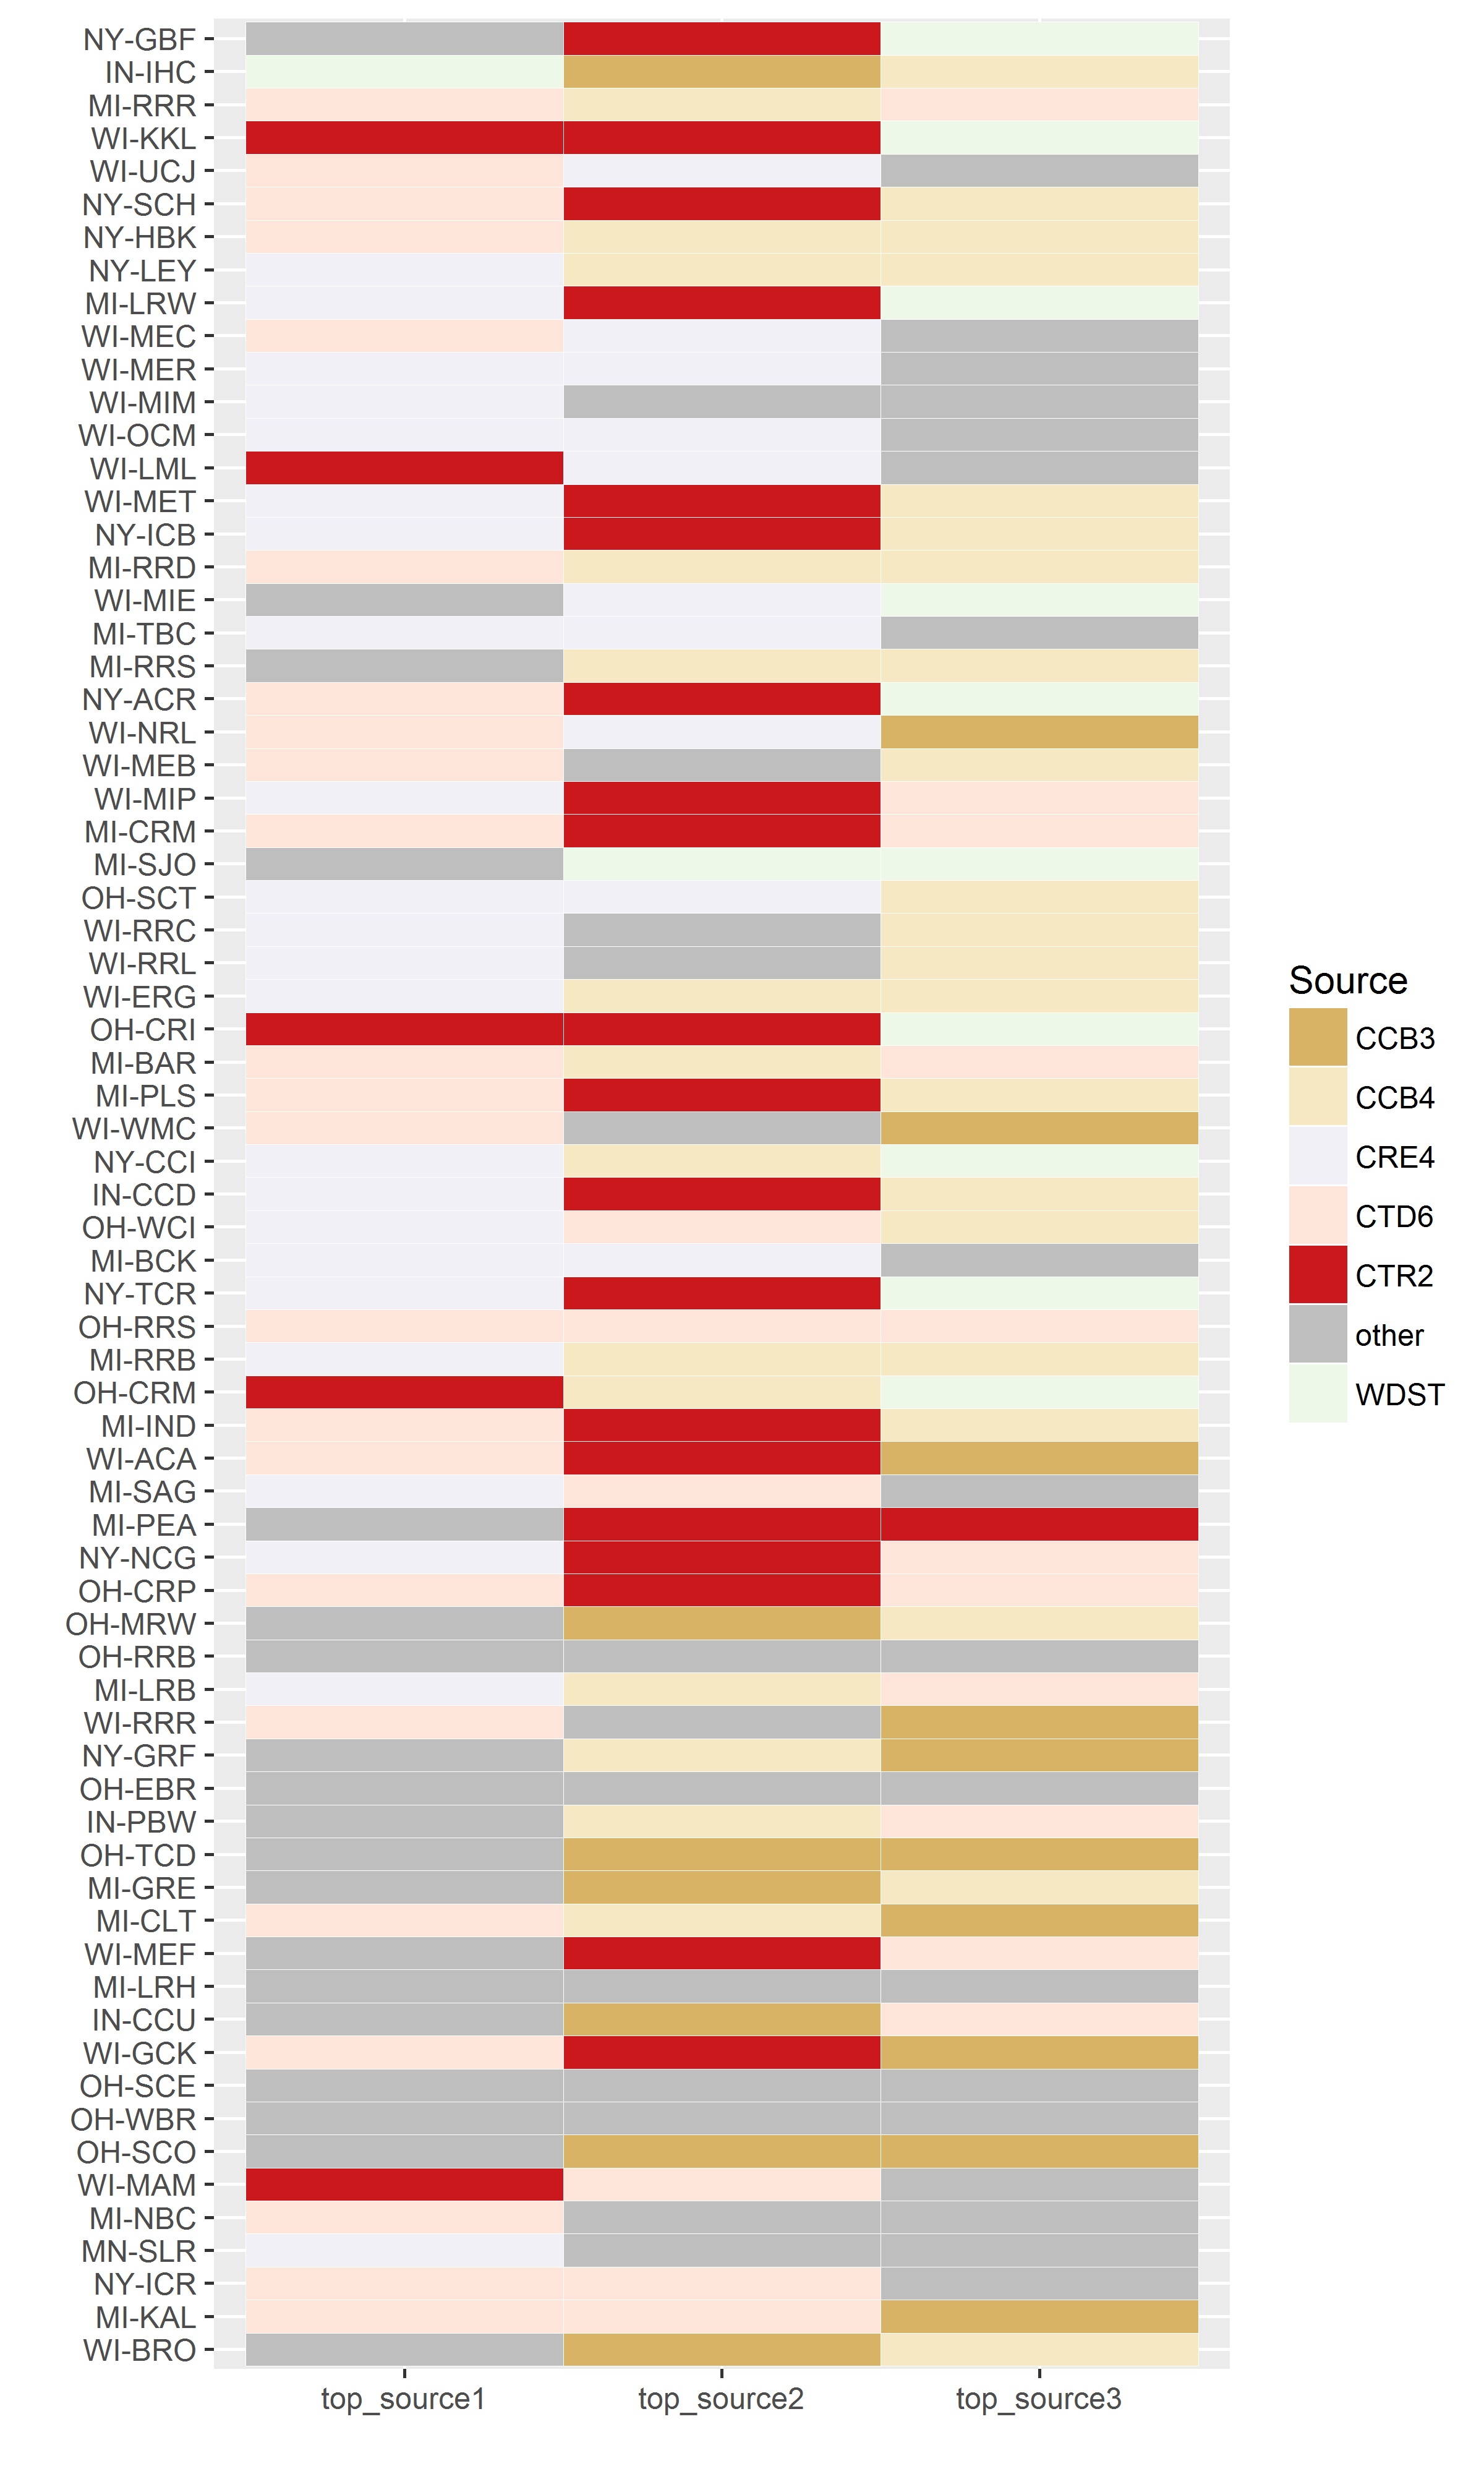 NY-GBF
IN-IHC
MI-RRR
WI-KKL
WI-UCJ
NY-SCH
NY-HBK
NY-LEY
MI-LRW
WI-MEC
WI-MER
WI-MIM
WI-OCM
WI-LML
WI-MET
NY-ICB
MI-RRD
WI-MIE
MI-TBC
MI-RRS
NY-ACR
WI-NRL
WI-MEB
WI-MIP
MI-CRM
MI-SJO
OH-SCT
WI-RRC
WI-RRL
WI-ERG
OH-CRI
MI-BAR
MI-PLS
WI-WMC
NY-CCI
IN-CCD
OH-WCI
MI-BCK
NY-TCR
OH-RRS
MI-RRB
OH-CRM
MI-IND
WI-ACA
MI-SAG
MI-PEA
NY-NCG
OH-CRP
OH-MRW
OH-RRB
MI-LRB
WI-RRR
NY-GRF
OH-EBR
IN-PBW
OH-TCD
MI-GRE
MI-CLT
WI-MEF
MI-LRH
IN-CCU
WI-GCK
OH-SCE
OH-WBR
OH-SCO
WI-MAM
MI-NBC
MN-SLR
NY-ICR
MI-KAL
WI-BRO
top_source1 top_source2 top_source3
Source
CCB3
CCB4
CRE4
CTD6
CTR2
other
WDST